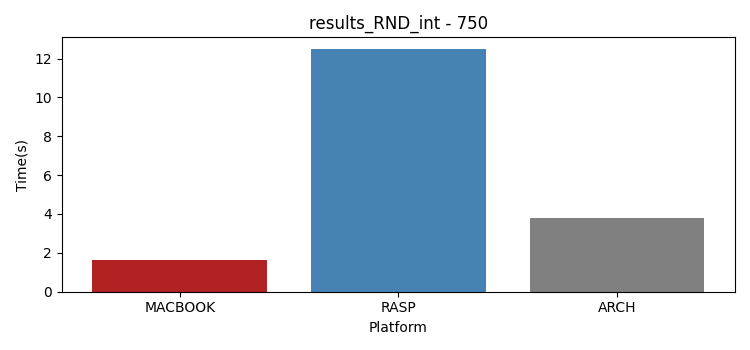 results_RND_int - 750
Time(s)
12
10
8
6
4
2
0
MACBOOK RASP ARCH
Platform